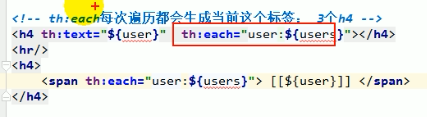 <!-- th:each每次遍历都会生成当前这个标签: 3个h4 -->
<h4 th:text="${user}" th:each="user:${users}"></h4>
<hr/>
<h4>
<span th:each="user:${users}"> [[${user}]] </span>
</h4>